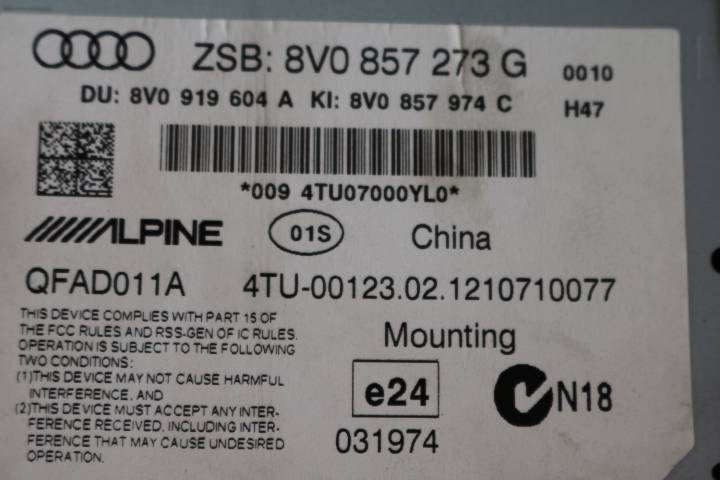 ZSB: 8V0 857 273 G 0010
DU: 8V0 919 604 A KI: 8V0 857 974 C H47
*009 4TU07000YL0*
ALPINE 01S China
QFAD011A 4TU-00123.02.1210710077
THIS DEVICE COMPLIES WITH PART 15 OF
THE FCC RULES AND RSS-GEN OF IC RULES.
OPERATION IS SUBJECT TO THE FOLLOWING
TWO CONDITIONS:
(1)THIS DEVICE MAY NOT CAUSE HARMFUL
INTERFERENCE, AND
(2)THIS DEVICE MUST ACCEPT ANY INTER-
FERENCE RECEIVED, INCLUDING INTER-
FERENCE THAT MAY CAUSE UNDESIRED
OPERATION.
Mounting
e24 N18
031974